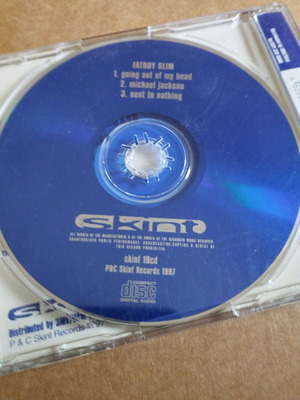 FATBOY SLIM
1. going out of my head
2. michael jackson
3. next to nothing
skint
ALL RIGHTS OF THE MANUFACTURER & OF THE OWNER OF THE RECORDED WORK RESERVED.
UNAUTHORISED PUBLIC PERFORMANCE, BROADCASTING, COPYING & RENTAL OF
THIS RECORD PROHIBITED.
skint 19cd
P&C Skint Records 1997
COMPACT
disc
DIGITAL AUDIO
skint
Distributed by
P & C Skint Records 1997